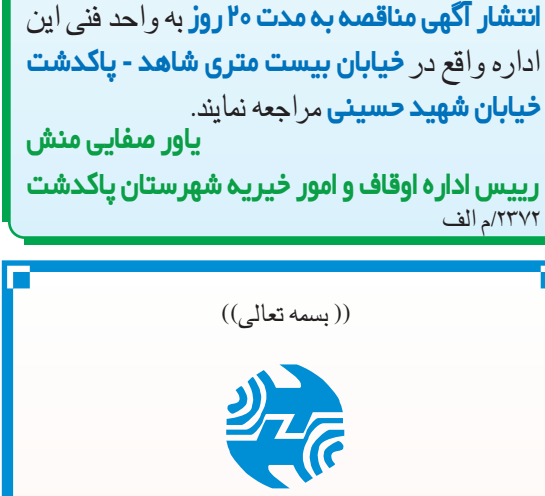 انتشار آگهی مناقصه به مدت ۲۰ روز به واحد فنی این
اداره واقع در خیابان بیست متری شاهد - پاکدشت
خیابان شهید حسینی مراجعه نمایند.
یاور صفایی منش
رییس اداره اوقاف و امور خیریه شهرستان پاکدشت
۲۳۷۲/م الف
(( بسمه تعالی))